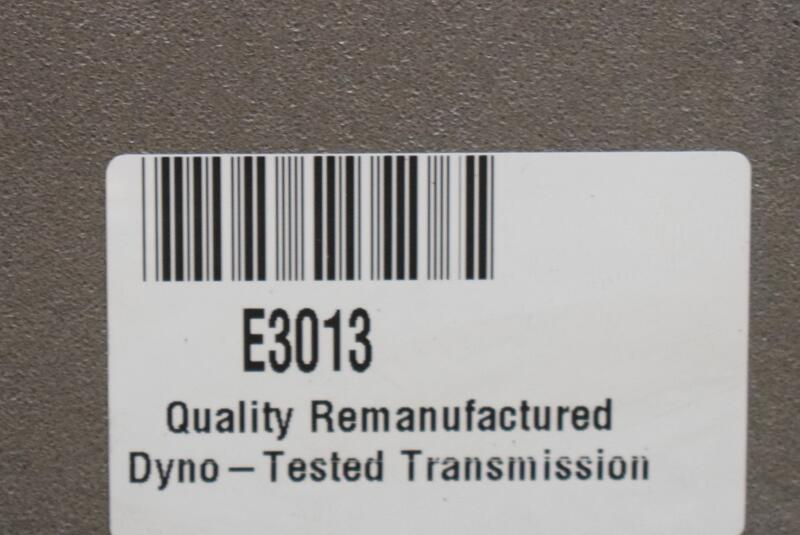 E3013
Quality Remanufactured
Dyno – Tested Transmission